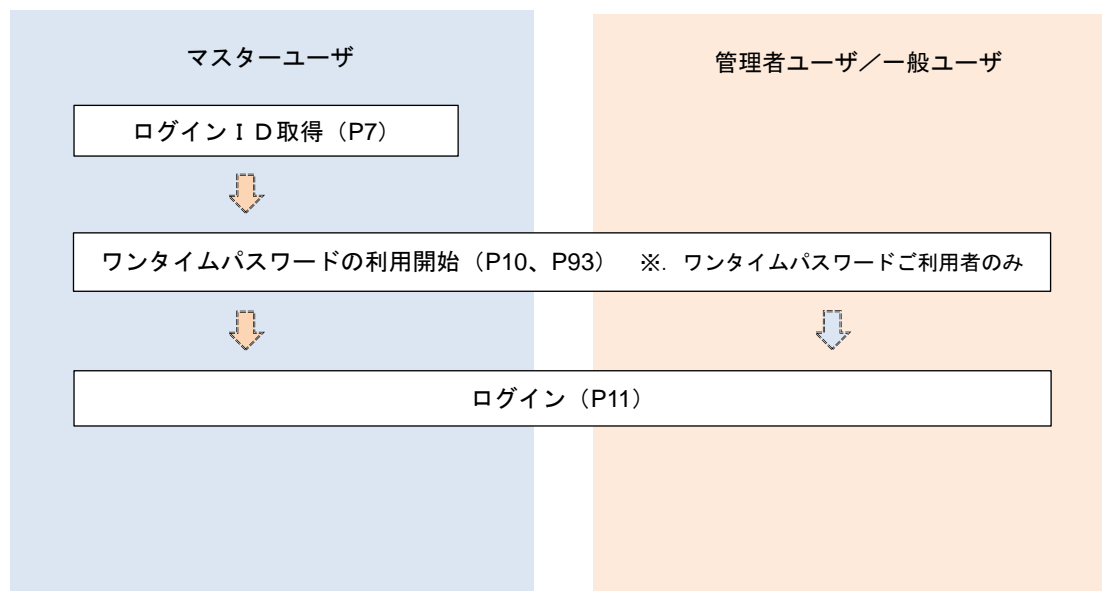 マスターユーザ
管理者ユーザ／一般ユーザ
ログインＩＤ取得（P7）
ワンタイムパスワードの利用開始（P10、P93）　※．ワンタイムパスワードご利用者のみ
ログイン（P11）